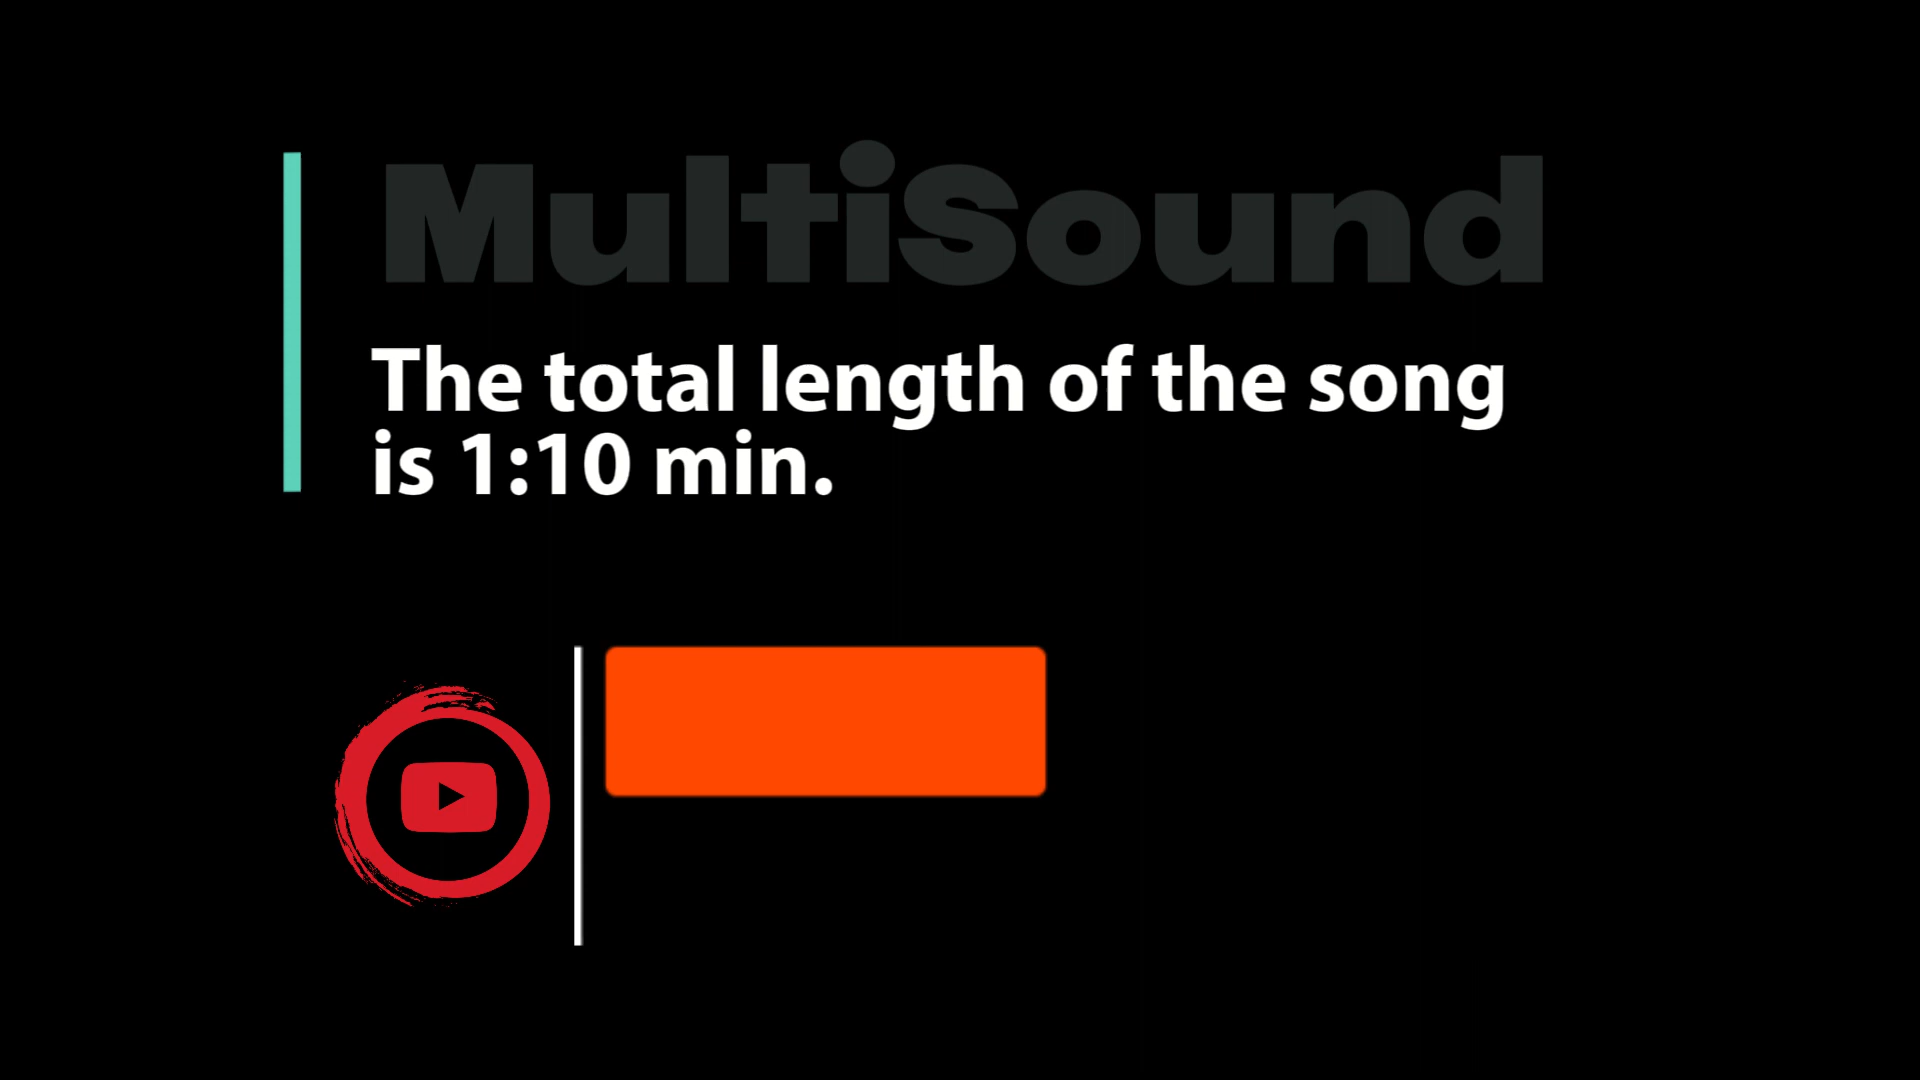 MultiSound
The total length of the song
is 1:10 min.